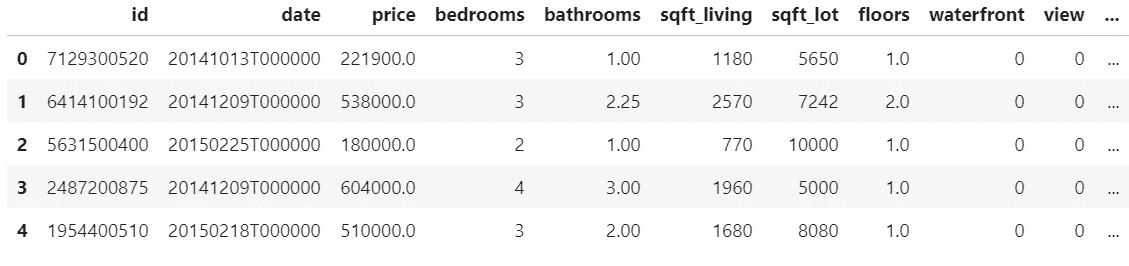 id date price bedrooms bathrooms sqft_living sqft_lot floors waterfront view ...
0 7129300520 20141013T000000 221900.0 3 1.00 1180 5650 1.0 0 0 ...
1 6414100192 20141209T000000 538000.0 3 2.25 2570 7242 2.0 0 0 ...
2 5631500400 20150225T000000 180000.0 2 1.00 770 10000 1.0 0 0 ...
3 2487200875 20141209T000000 604000.0 4 3.00 1960 5000 1.0 0 0 ...
4 1954400510 20150218T000000 510000.0 3 2.00 1680 8080 1.0 0 0 ...